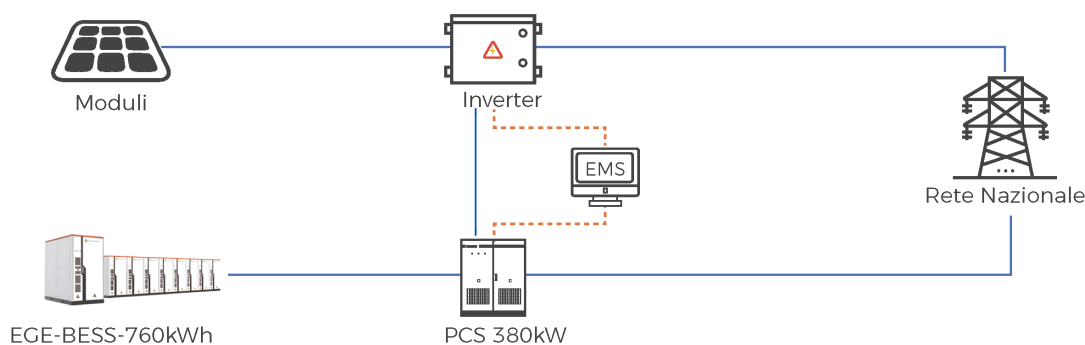 Moduli
Inverter
EMS
Rete Nazionale
EGE-BESS-760kWh
PCS 380kW